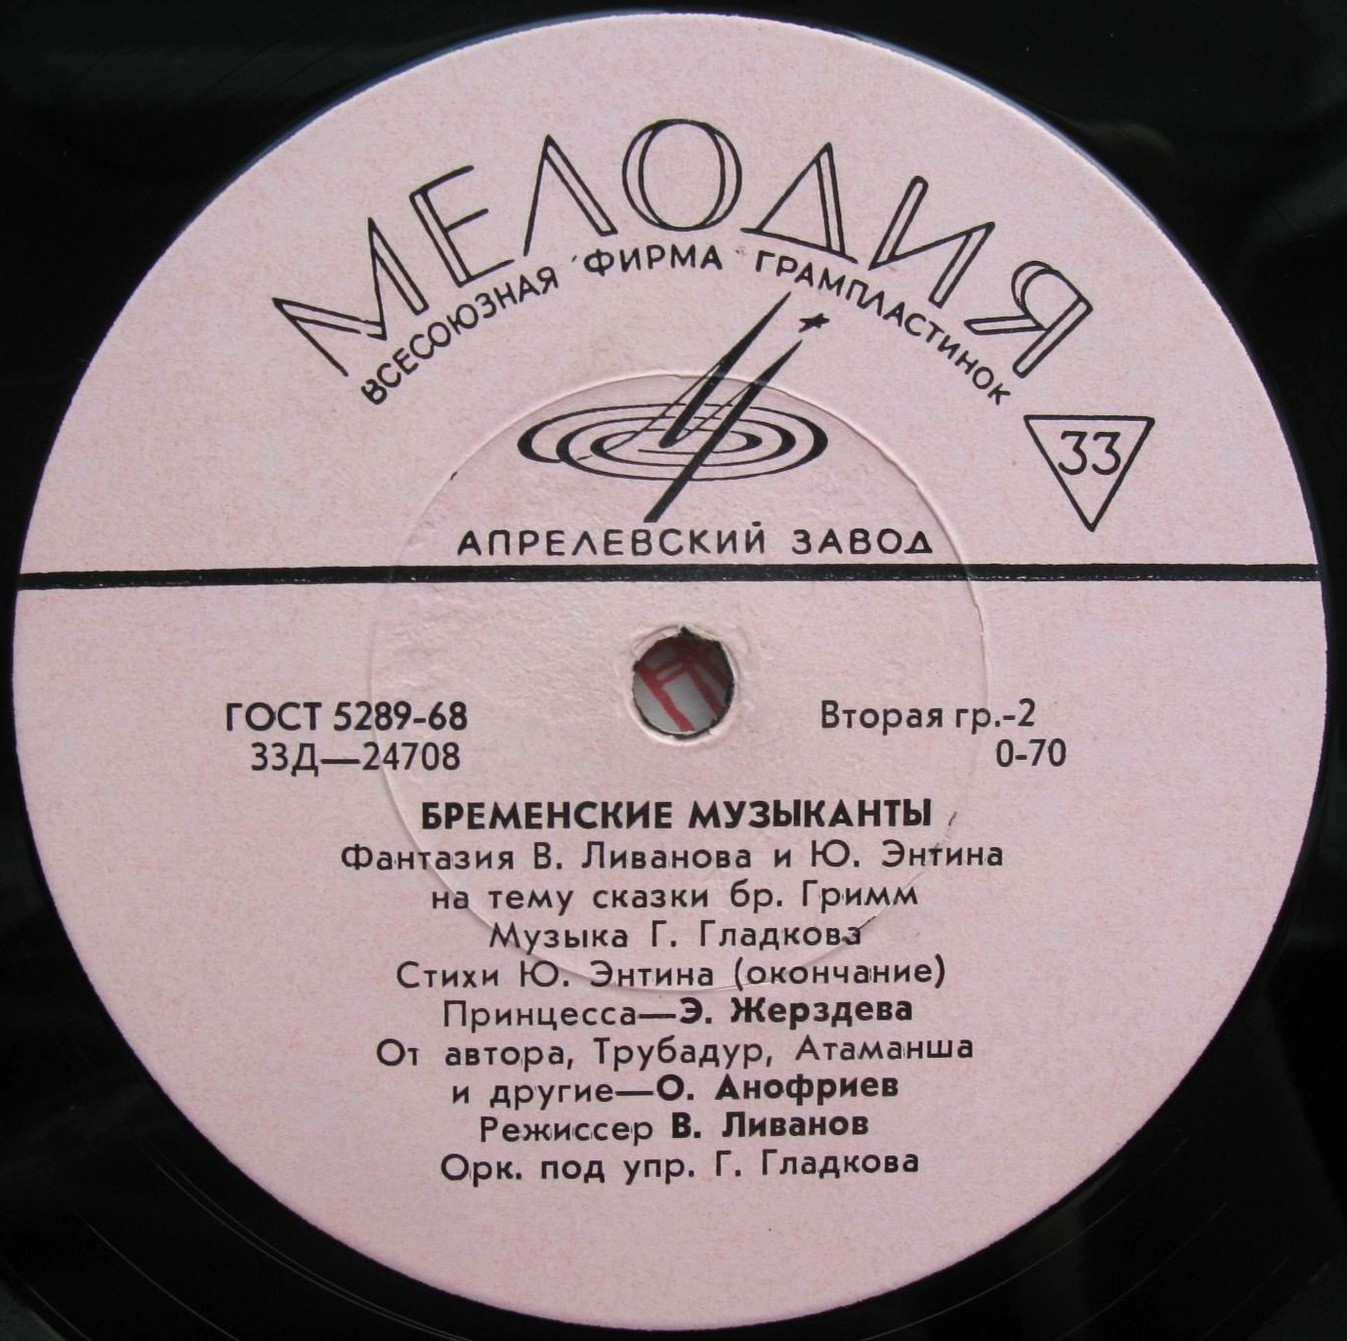 МЕЛОДИЯ
ВСЕСОЮЗНАЯ ФИРМА ГРАМПЛАСТИНОК
33
АПРЕЛЕВСКИЙ ЗАВОД
ГОСТ 5289-68
33Д—24708
Вторая гр.-2
0-70
БРЕМЕНСКИЕ МУЗЫКАНТЫ
Фантазия В. Ливанова и Ю. Энтина
на тему сказки бр. Гримм
Музыка Г. Гладкова
Стихи Ю. Энтина (окончание)
Принцесса—Э. Жерздева
От автора, Трубадур, Атаманша
и другие—О. Анофриев
Режиссер В. Ливанов
Орк. под упр. Г. Гладкова